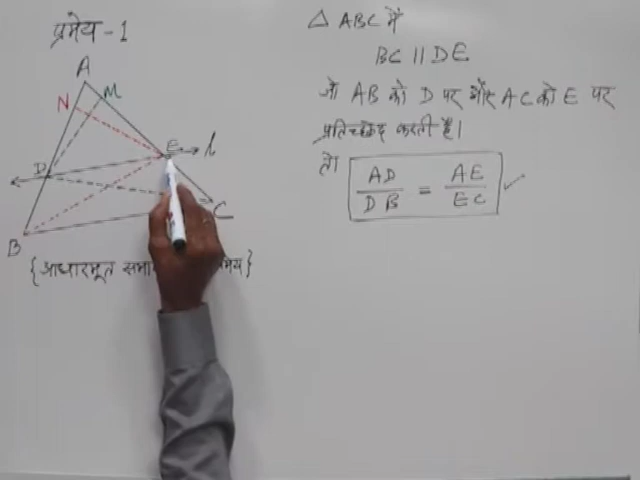 प्रमेय-1
A
N M
D E l
B C
{आधारभूत समा मेय}
△ ABC में
BC || DE
जो AB को D पर और AC को E पर
प्रतिच्छेद करती है।
तो AD/DB = AE/EC ✓